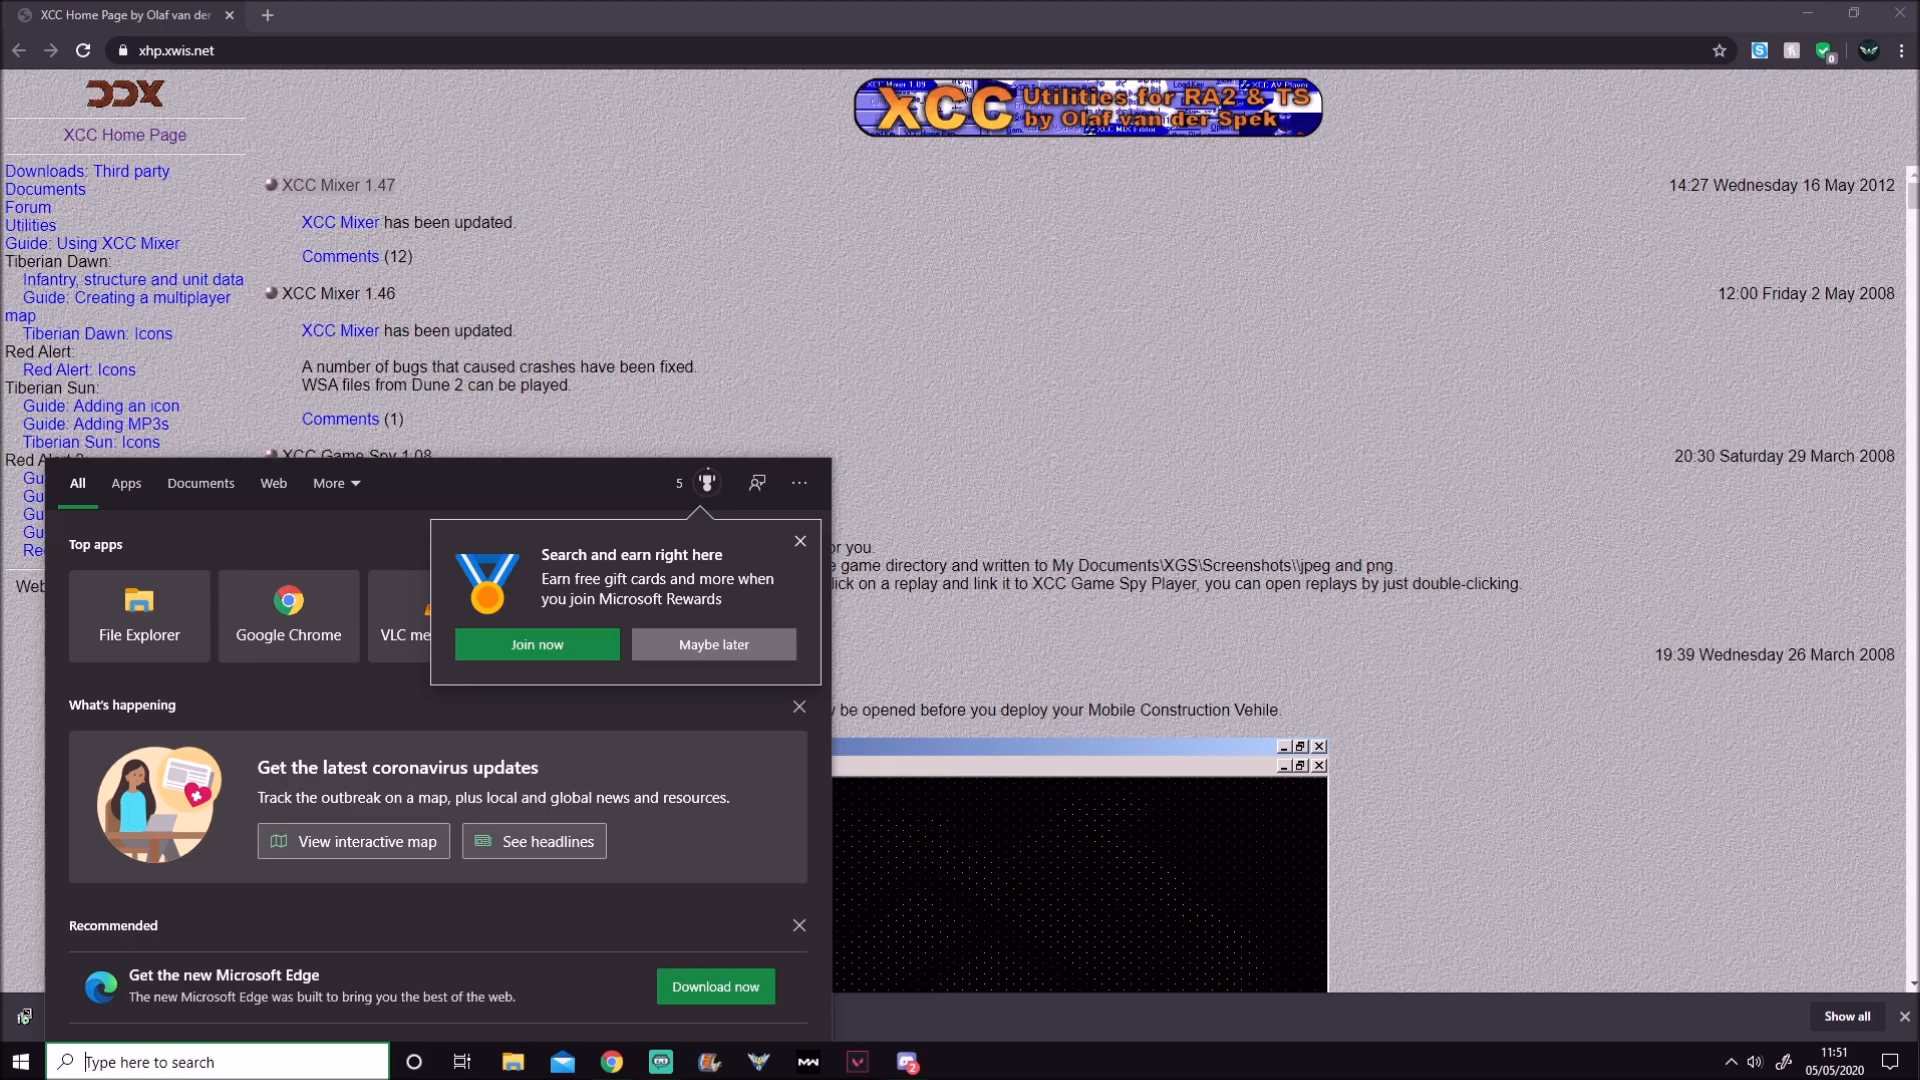 XCC Home Page by Olaf van der
xhp.xwis.net
XCC
XCC Home Page
XCC Utilities for RA2 & TS
by Olaf van der Spek
Downloads: Third party
Documents
Forum
Utilities
Guide: Using XCC Mixer
Tiberian Dawn:
Infantry, structure and unit data
Guide: Creating a multiplayer
map
Tiberian Dawn: Icons
Red Alert:
Red Alert: Icons
Tiberian Sun:
Guide: Adding an icon
Guide: Adding MP3s
Tiberian Sun: Icons
XCC Mixer 1.47
14:27 Wednesday 16 May 2012
XCC Mixer has been updated.
Comments (12)
XCC Mixer 1.46
12:00 Friday 2 May 2008
XCC Mixer has been updated.
A number of bugs that caused crashes have been fixed.
WSA files from Dune 2 can be played.
Comments (1)
XCC Game Spy 1.08
20:30 Saturday 29 March 2008
or you.
game directory and written to My Documents\XGS\Screenshots\\jpeg and png.
lick on a replay and link it to XCC Game Spy Player, you can open replays by just double-clicking.
19:39 Wednesday 26 March 2008
be opened before you deploy your Mobile Construction Vehile.
All
Apps
Documents
Web
More
5
Top apps
File Explorer
Google Chrome
VLC me
Search and earn right here
Earn free gift cards and more when
you join Microsoft Rewards
Join now
Maybe later
What's happening
Get the latest coronavirus updates
Track the outbreak on a map, plus local and global news and resources.
View interactive map
See headlines
Recommended
Get the new Microsoft Edge
The new Microsoft Edge was built to bring you the best of the web.
Download now
Show all
Type here to search
MW
2
11:51
05/05/2020